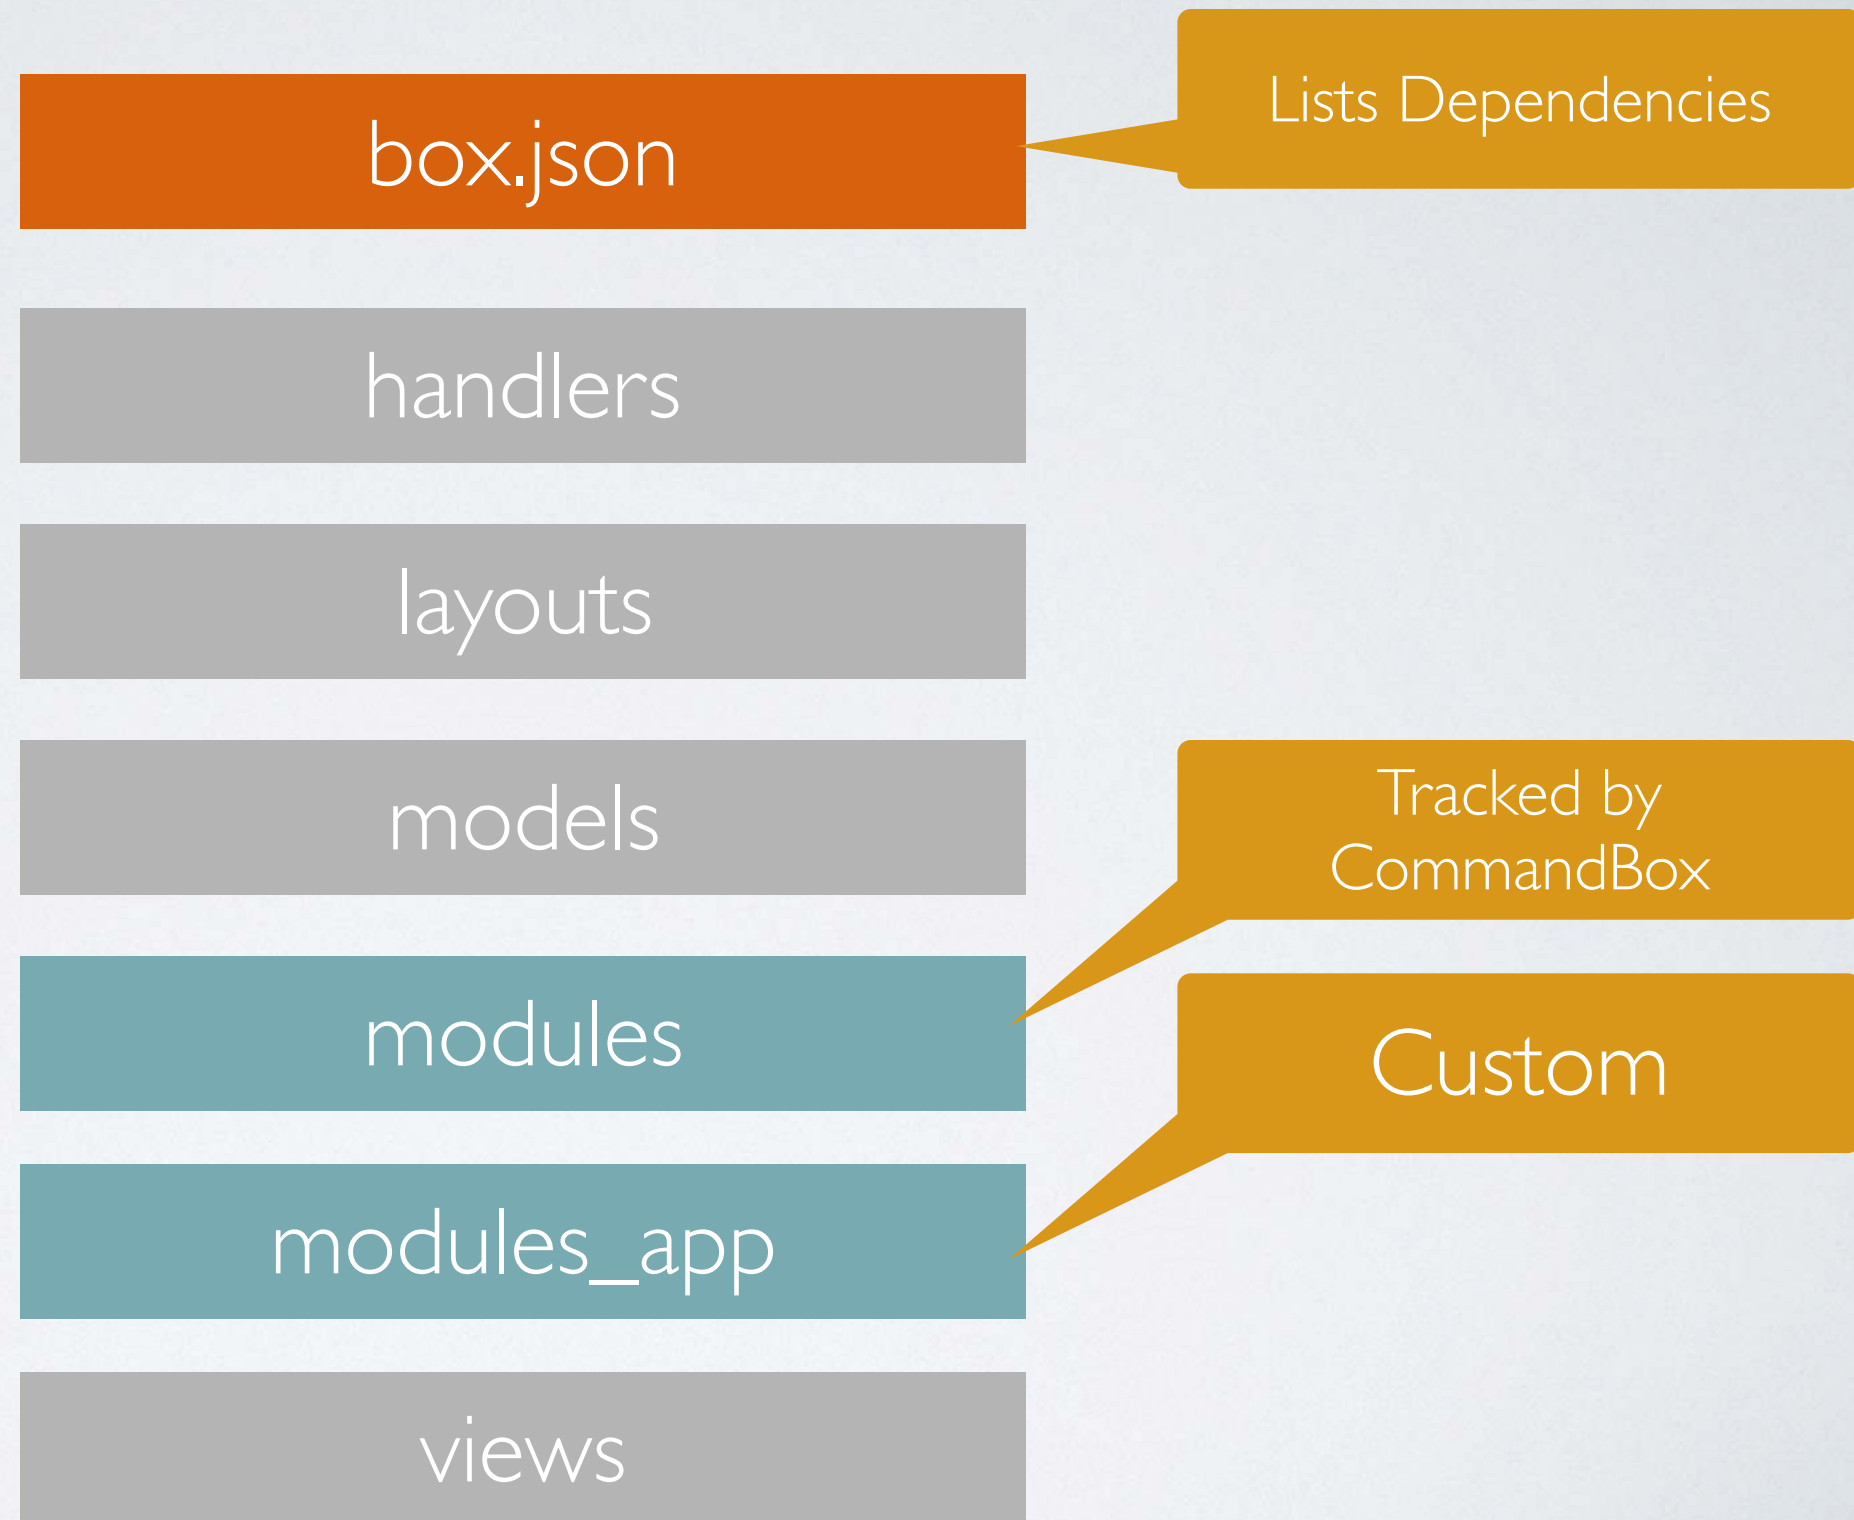 box.json
Lists Dependencies
handlers
layouts
models
Tracked by
CommandBox
modules
Custom
modules_app
views